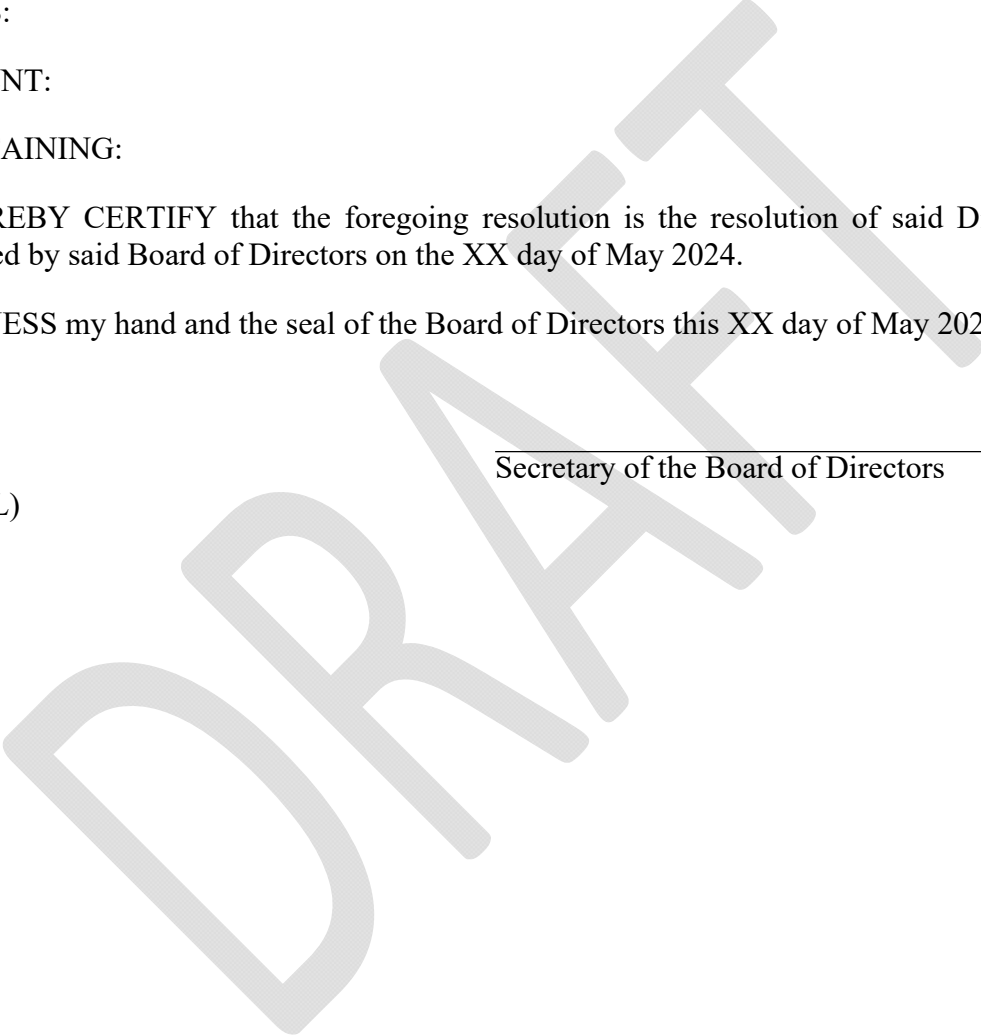 :
NT:
AINING:
REBY CERTIFY that the foregoing resolution is the resolution of said D
ed by said Board of Directors on the XX day of May 2024.
ESS my hand and the seal of the Board of Directors this XX day of May 202
Secretary of the Board of Directors
L)
DRAFT